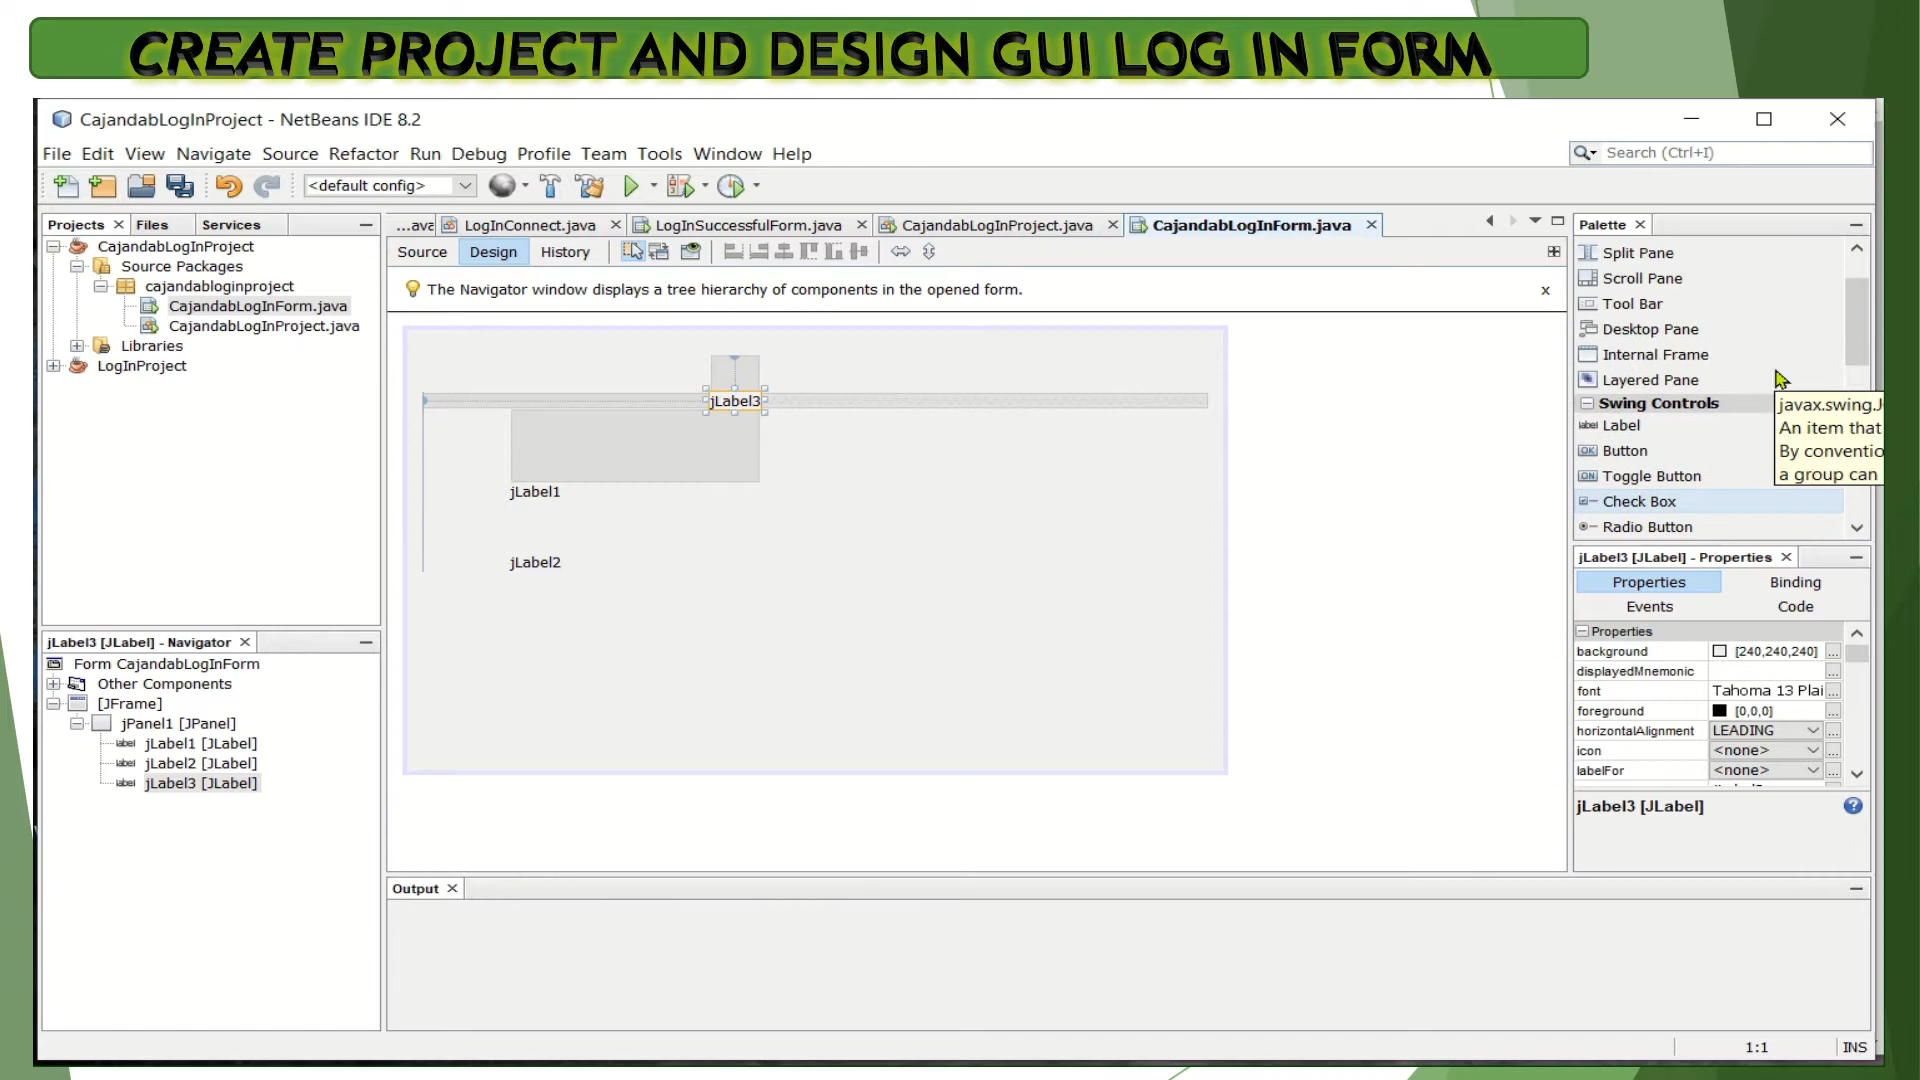 CREATE PROJECT AND DESIGN GUI LOG IN FORM
CajandabLogInProject - NetBeans IDE 8.2
File Edit View Navigate Source Refactor Run Debug Profile Team Tools Window Help
Search (Ctrl+I)
<default config>
Projects Files Services
CajandabLogInProject
Source Packages
cajandabloginproject
CajandabLogInForm.java
CajandabLogInProject.java
Libraries
LogInProject
...ava LogInConnect.java LogInSuccessfulForm.java CajandabLogInProject.java CajandabLogInForm.java
Source Design History
The Navigator window displays a tree hierarchy of components in the opened form.
x
jLabel3
jLabel1
jLabel2
Palette
Split Pane
Scroll Pane
Tool Bar
Desktop Pane
Internal Frame
Layered Pane
Swing Controls
label Label
OK Button
ON Toggle Button
Check Box
Radio Button
javax.swing.J
An item that
By conventio
a group can
jLabel3 [JLabel] - Properties
Properties Binding
Events Code
Properties
background [240,240,240] ...
displayedMnemonic ...
font Tahoma 13 Plai ...
foreground [0,0,0] ...
horizontalAlignment LEADING ...
icon <none> ...
labelFor <none> ...
jLabel3 [JLabel]
jLabel3 [JLabel] - Navigator
Form CajandabLogInForm
Other Components
[JFrame]
jPanel1 [JPanel]
label jLabel1 [JLabel]
label jLabel2 [JLabel]
label jLabel3 [JLabel]
Output
1:1 INS